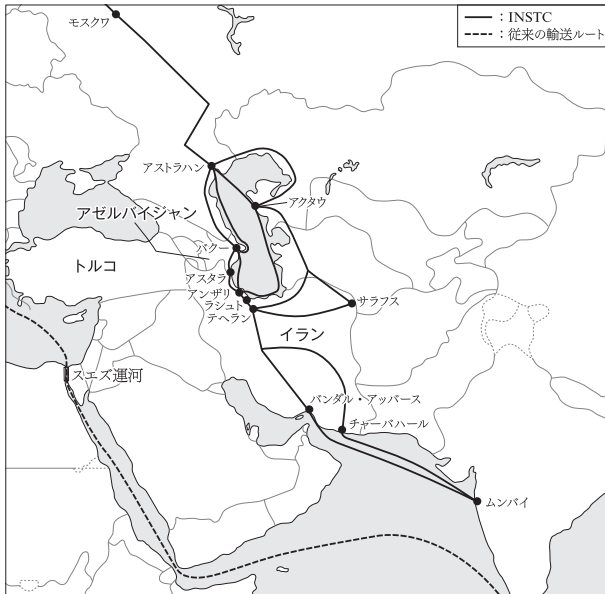 モスクワ
━━ : INSTC
---- : 従来の輸送ルート
アストラハン
アクタウ
アゼルバイジャン
バクー
トルコ
アスタラ
アンザリ
ラシュト
テヘラン
サラフス
イラン
スエズ運河
バンダル・アッバース
チャーバハール
ムンバイ